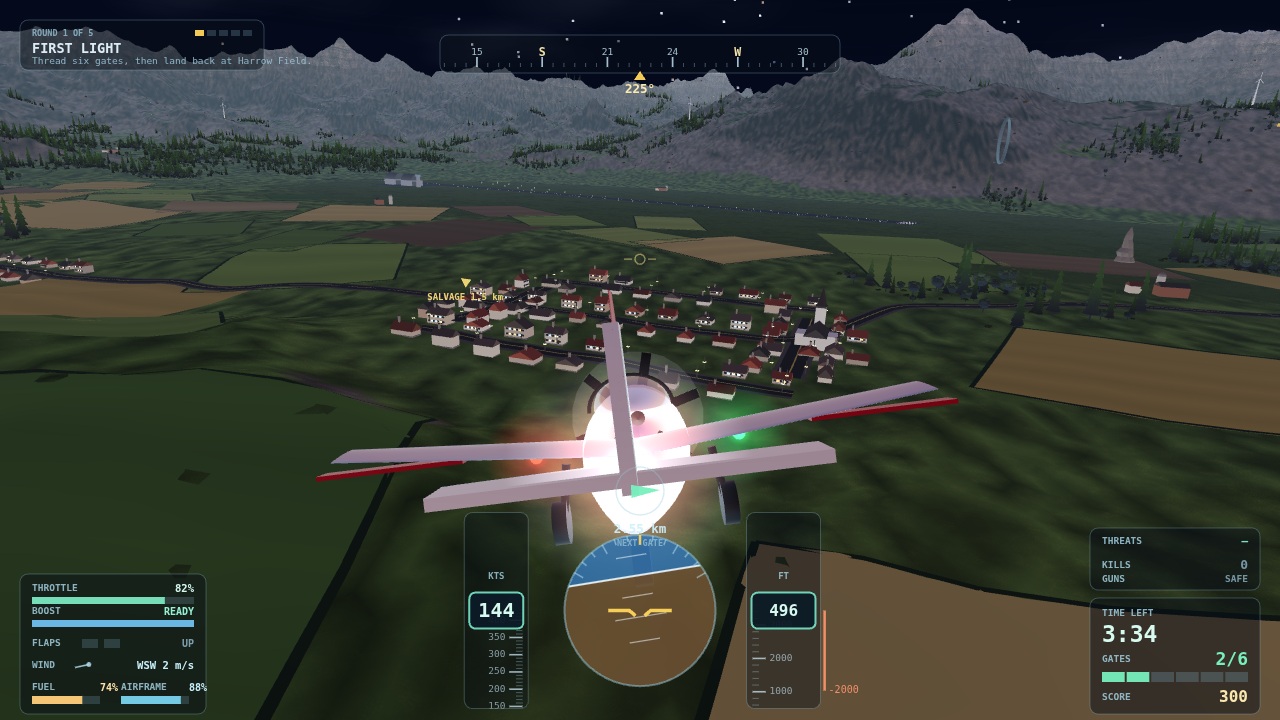 ROUND 1 OF 5
FIRST LIGHT
Thread six gates, then land back at Harrow Field.
15 S 21 24 W 30
225°
SALVAGE 1.5 km
2.55 km
NEXT GATE
KTS
144
350
300
250
200
150
FT
496
2000
1000
-2000
THROTTLE 82%
BOOST READY
FLAPS UP
WIND WSW 2 m/s
FUEL 74% AIRFRAME 88%
THREATS —
KILLS 0
GUNS SAFE
TIME LEFT
3:34
GATES 2/6
SCORE 300